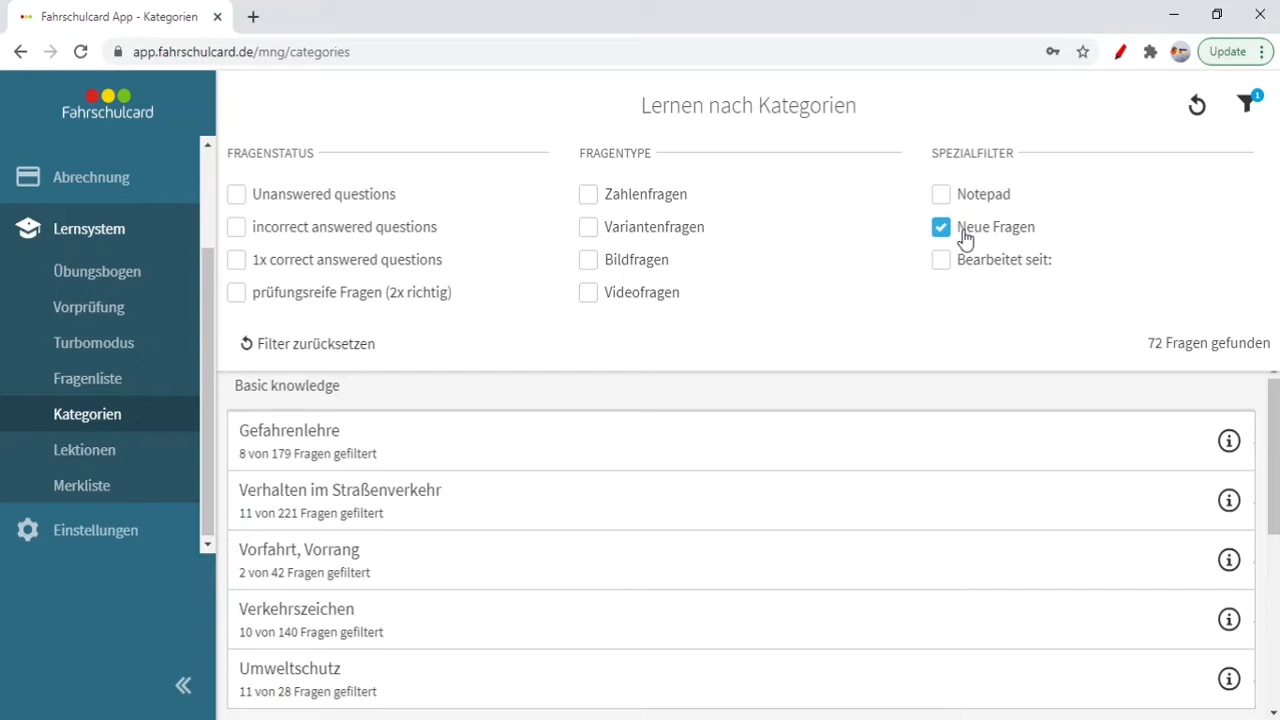 Fahrschulcard App - Kategorien
app.fahrschulcard.de/mng/categories
Update
Fahrschulcard
Abrechnung
Lernsystem
Übungsbogen
Vorprüfung
Turbomodus
Fragenliste
Kategorien
Lektionen
Merkliste
Einstellungen
Lernen nach Kategorien
1
FRAGENSTATUS
Unanswered questions
incorrect answered questions
1x correct answered questions
prüfungsreife Fragen (2x richtig)
FRAGENTYPE
Zahlenfragen
Variantenfragen
Bildfragen
Videofragen
SPEZIALFILTER
Notepad
Neue Fragen
Bearbeitet seit:
Filter zurücksetzen
72 Fragen gefunden
Basic knowledge
Gefahrenlehre
8 von 179 Fragen gefiltert
Verhalten im Straßenverkehr
11 von 221 Fragen gefiltert
Vorfahrt, Vorrang
2 von 42 Fragen gefiltert
Verkehrszeichen
10 von 140 Fragen gefiltert
Umweltschutz
11 von 28 Fragen gefiltert